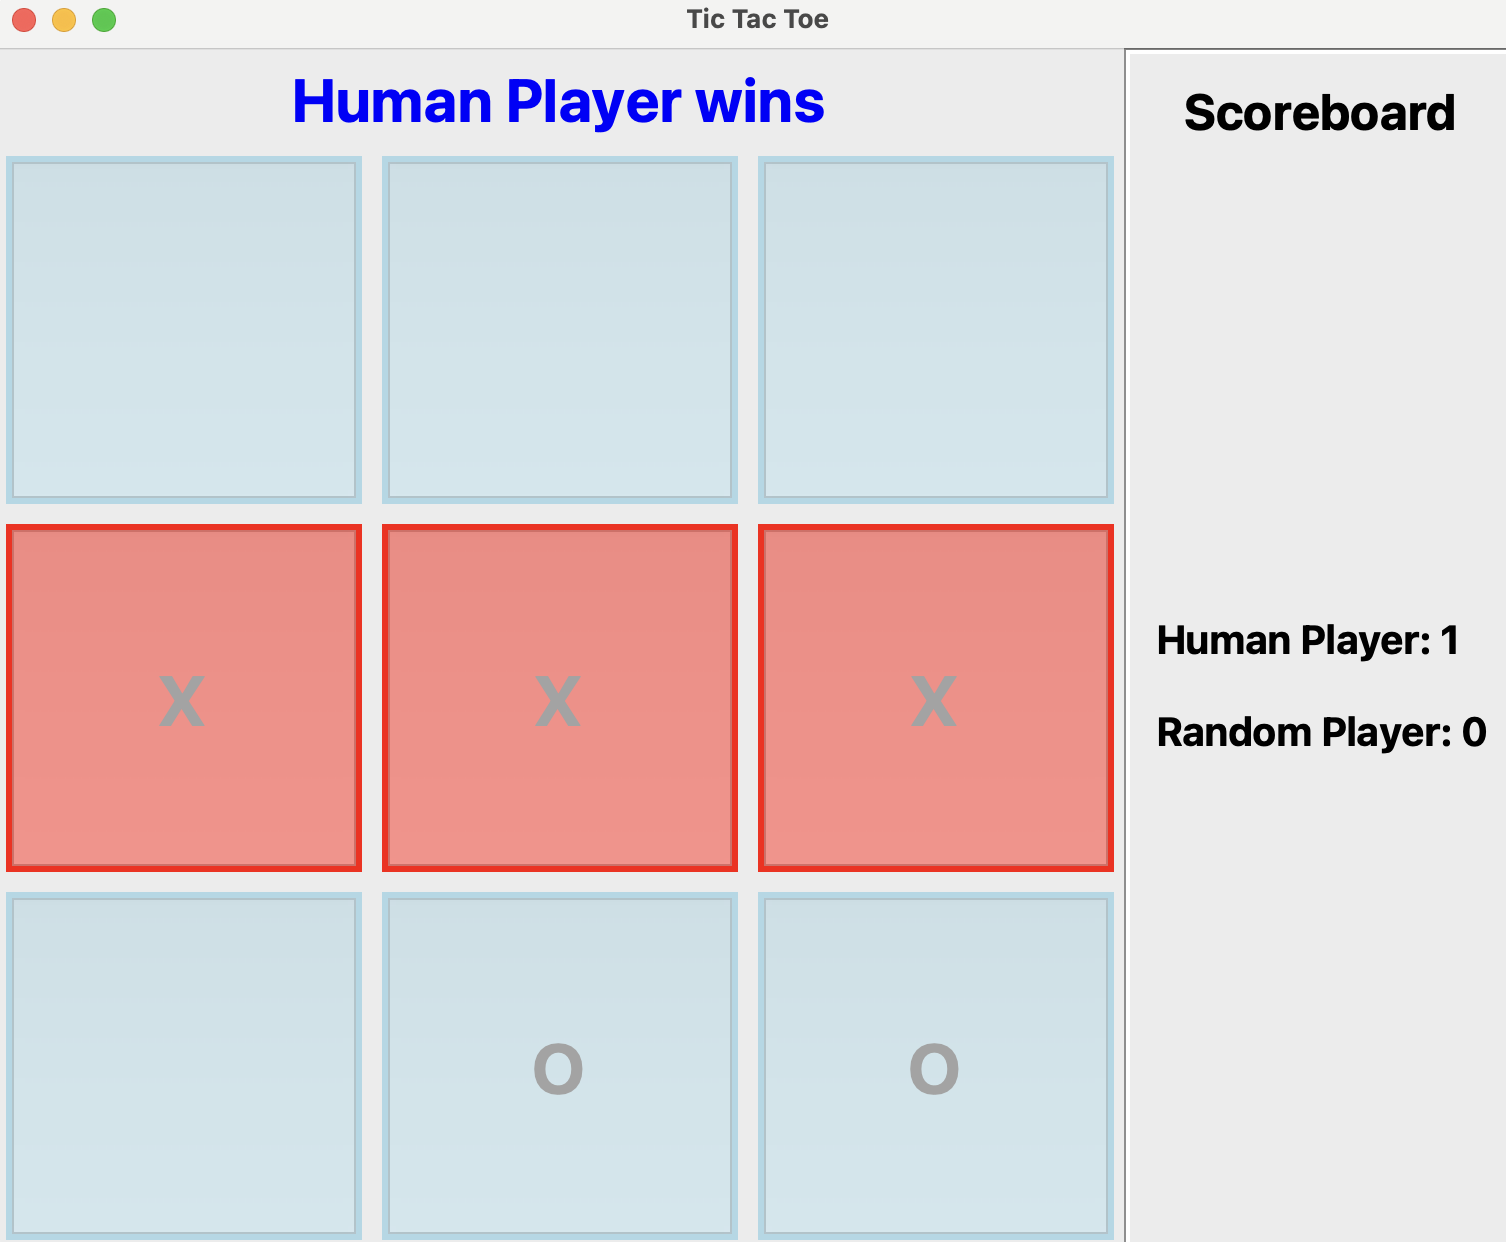 Tic Tac Toe
Human Player wins
Scoreboard
X X X
O O
Human Player: 1
Random Player: 0